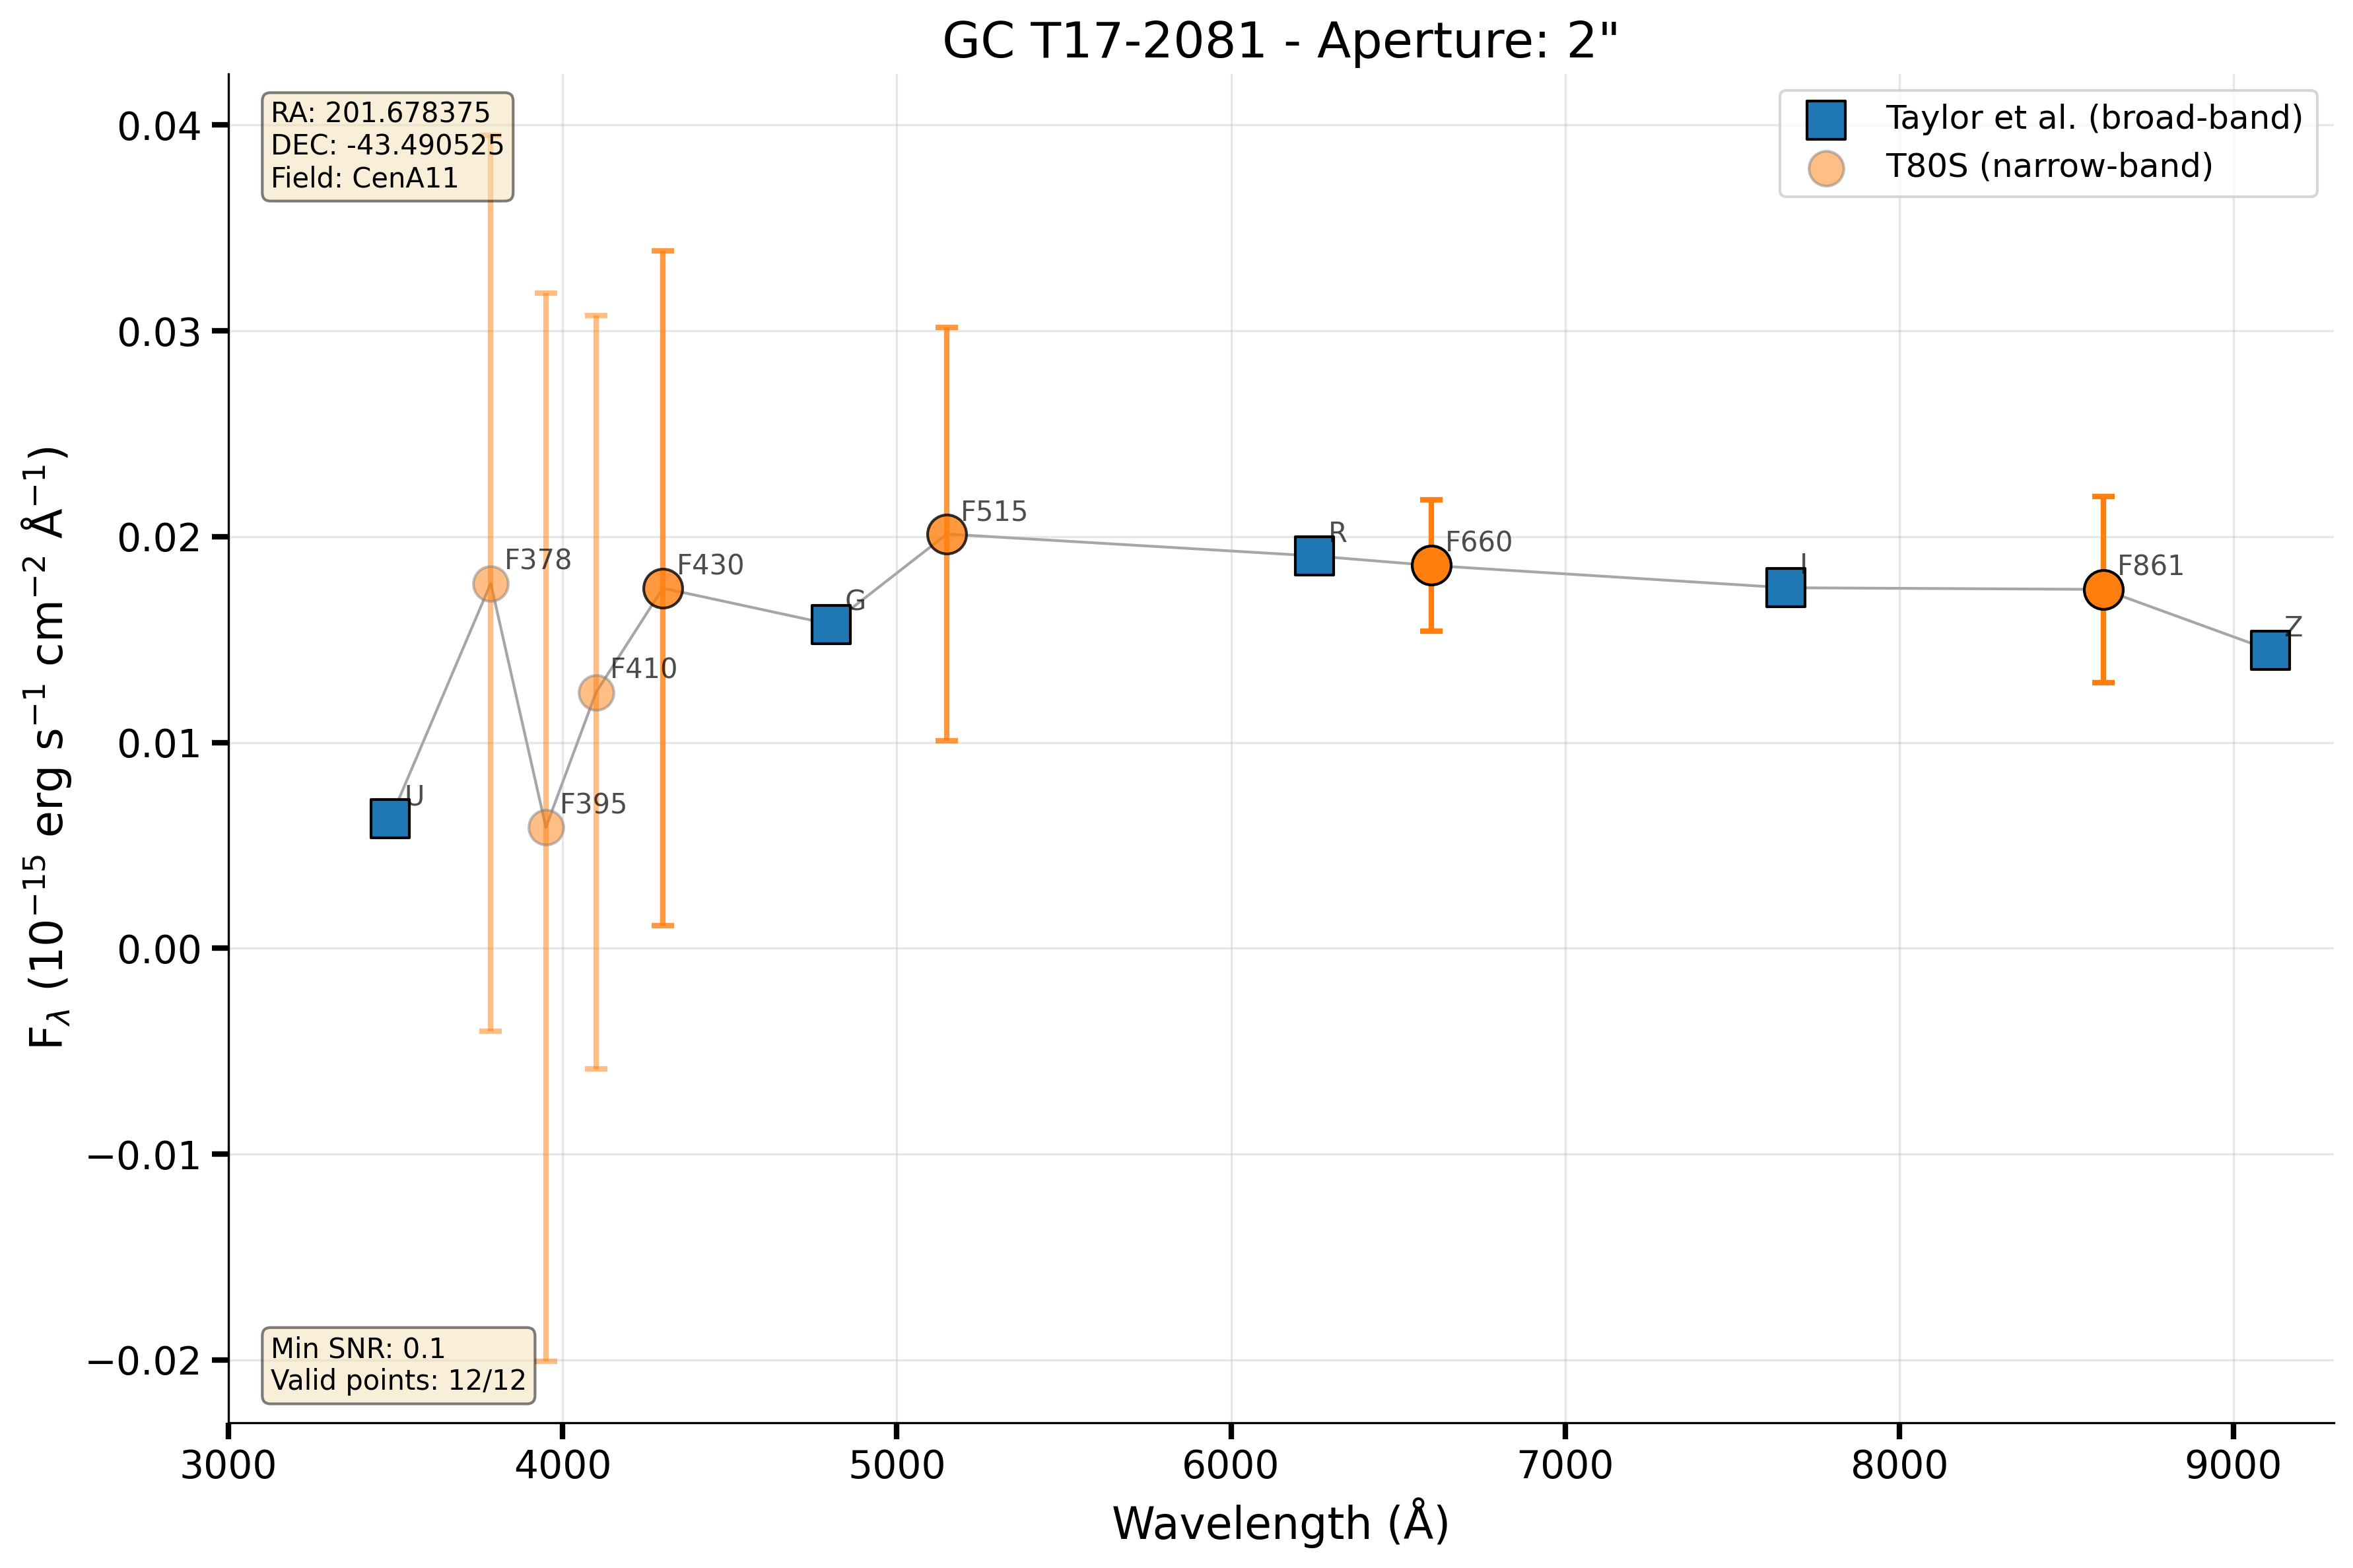 GC T17-2081 - Aperture: 2"
RA: 201.678375
DEC: -43.490525
Field: CenA11
Taylor et al. (broad-band)
T80S (narrow-band)
0.04
0.03
0.02
0.01
0.00
−0.01
−0.02
F_λ (10⁻¹⁵ erg s⁻¹ cm⁻² Å⁻¹)
U
F378
F395
F410
F430
G
F515
R
F660
I
F861
Z
Min SNR: 0.1
Valid points: 12/12
3000 4000 5000 6000 7000 8000 9000
Wavelength (Å)